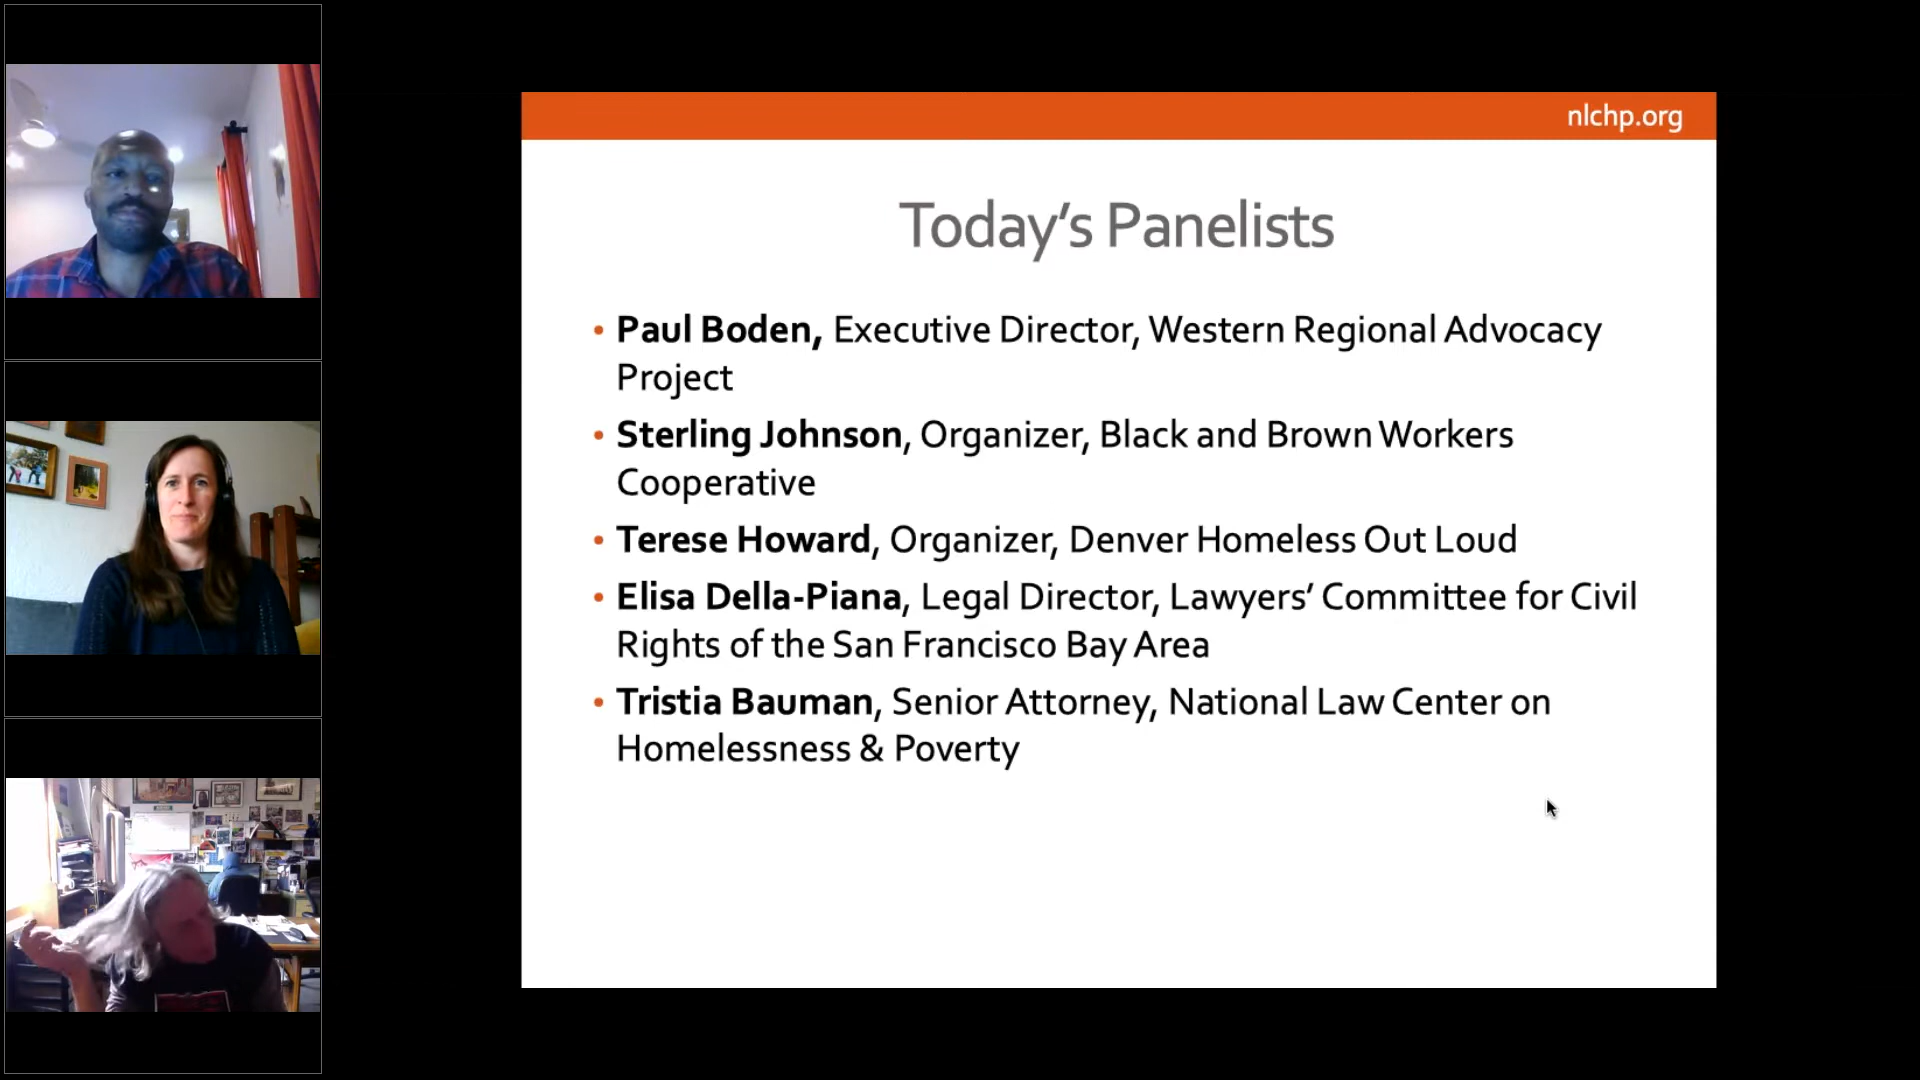 nlchp.org
Today's Panelists
• Paul Boden, Executive Director, Western Regional Advocacy
Project
• Sterling Johnson, Organizer, Black and Brown Workers
Cooperative
• Terese Howard, Organizer, Denver Homeless Out Loud
• Elisa Della-Piana, Legal Director, Lawyers' Committee for Civil
Rights of the San Francisco Bay Area
• Tristia Bauman, Senior Attorney, National Law Center on
Homelessness & Poverty